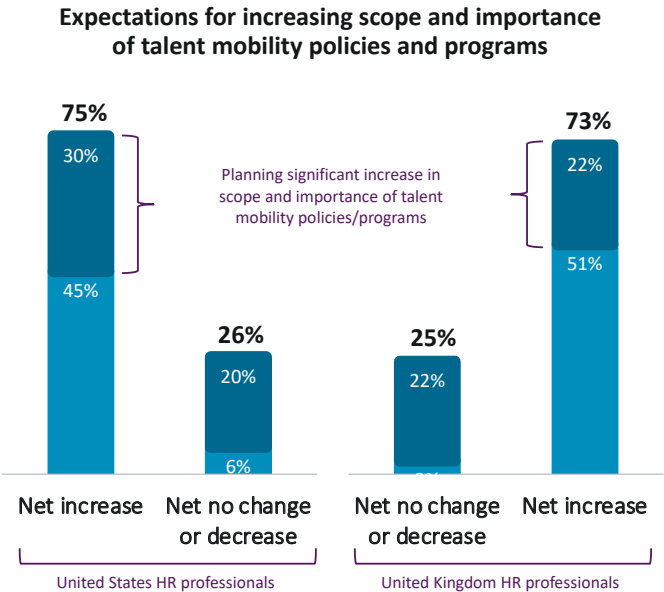 Expectations for increasing scope and importance
of talent mobility policies and programs
75%
30%
45%
Planning significant increase in
scope and importance of talent
mobility policies/programs
73%
22%
51%
26%
20%
6%
25%
22%
Net increase
Net no change
or decrease
Net no change
or decrease
Net increase
United States HR professionals
United Kingdom HR professionals